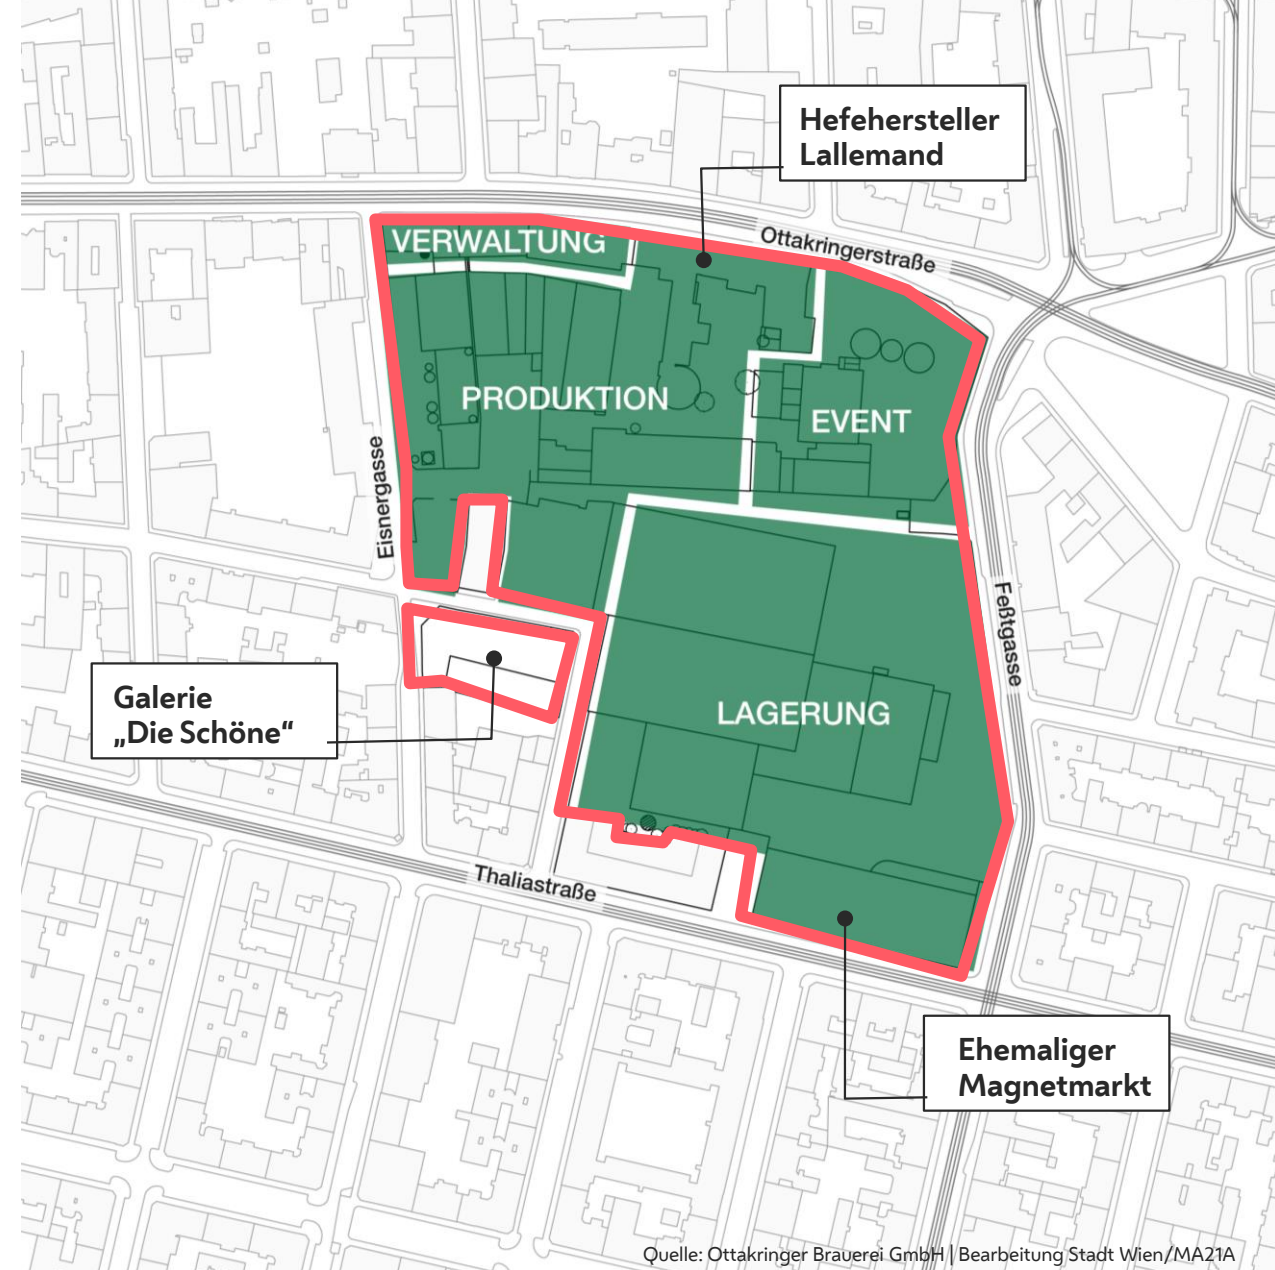 Hefehersteller
Lallemand
Ottakringerstraße
VERWALTUNG
PRODUKTION
EVENT
Eisnergasse
Feßtgasse
Galerie
„Die Schöne“
LAGERUNG
Thaliastraße
Ehemaliger
Magnetmarkt
Quelle: Ottakringer Brauerei GmbH | Bearbeitung Stadt Wien/MA21A